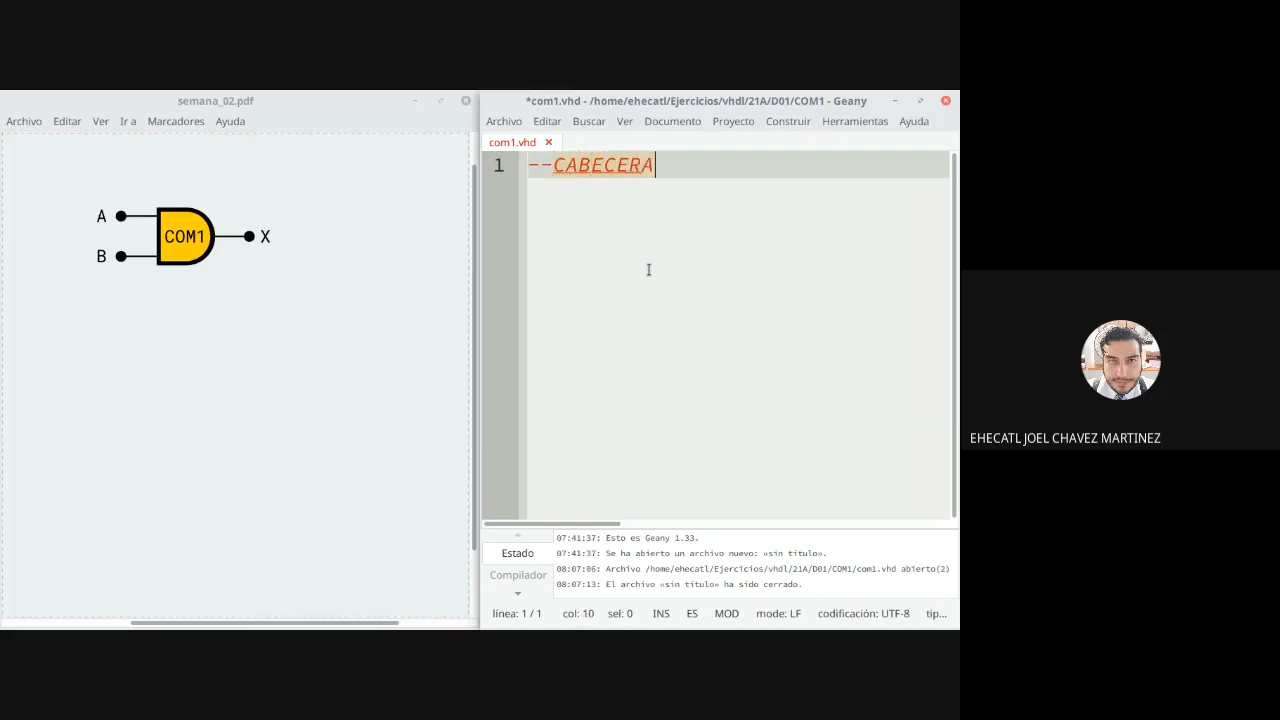 semana_02.pdf
Archivo Editar Ver Ir a Marcadores Ayuda
A
COM1
X
B
*com1.vhd - /home/ehecatl/Ejercicios/vhdl/21A/D01/COM1 - Geany
Archivo Editar Buscar Ver Documento Proyecto Construir Herramientas Ayuda
com1.vhd
1 --CABECERA
Estado
Compilador
07:41:37: Esto es Geany 1.33.
07:41:37: Se ha abierto un archivo nuevo: «sin título».
08:07:06: Archivo /home/ehecatl/Ejercicios/vhdl/21A/D01/COM1/com1.vhd abierto(2)
08:07:13: El archivo «sin título» ha sido cerrado.
línea: 1 / 1 col: 10 sel: 0 INS ES MOD mode: LF codificación: UTF-8 tip...
EHECATL JOEL CHAVEZ MARTINEZ